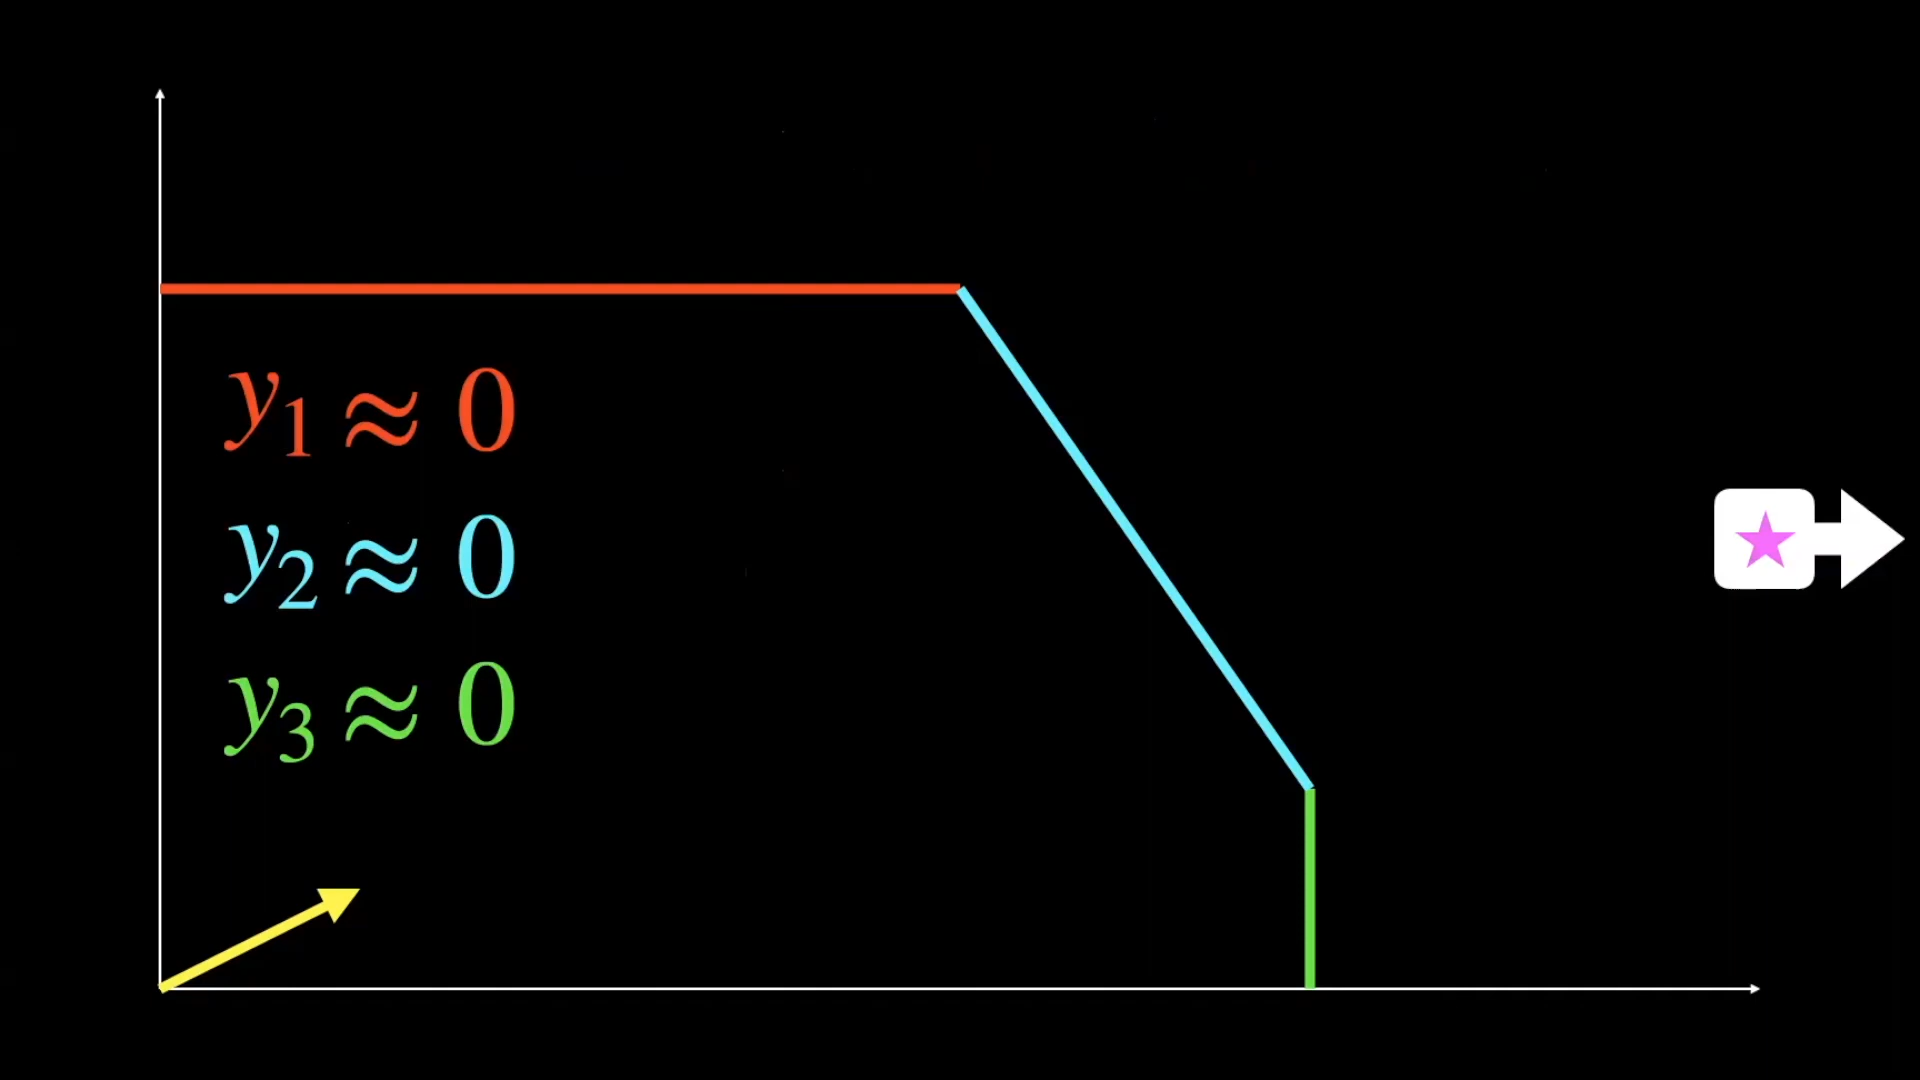 y₁ ≈ 0
y₂ ≈ 0
y₃ ≈ 0